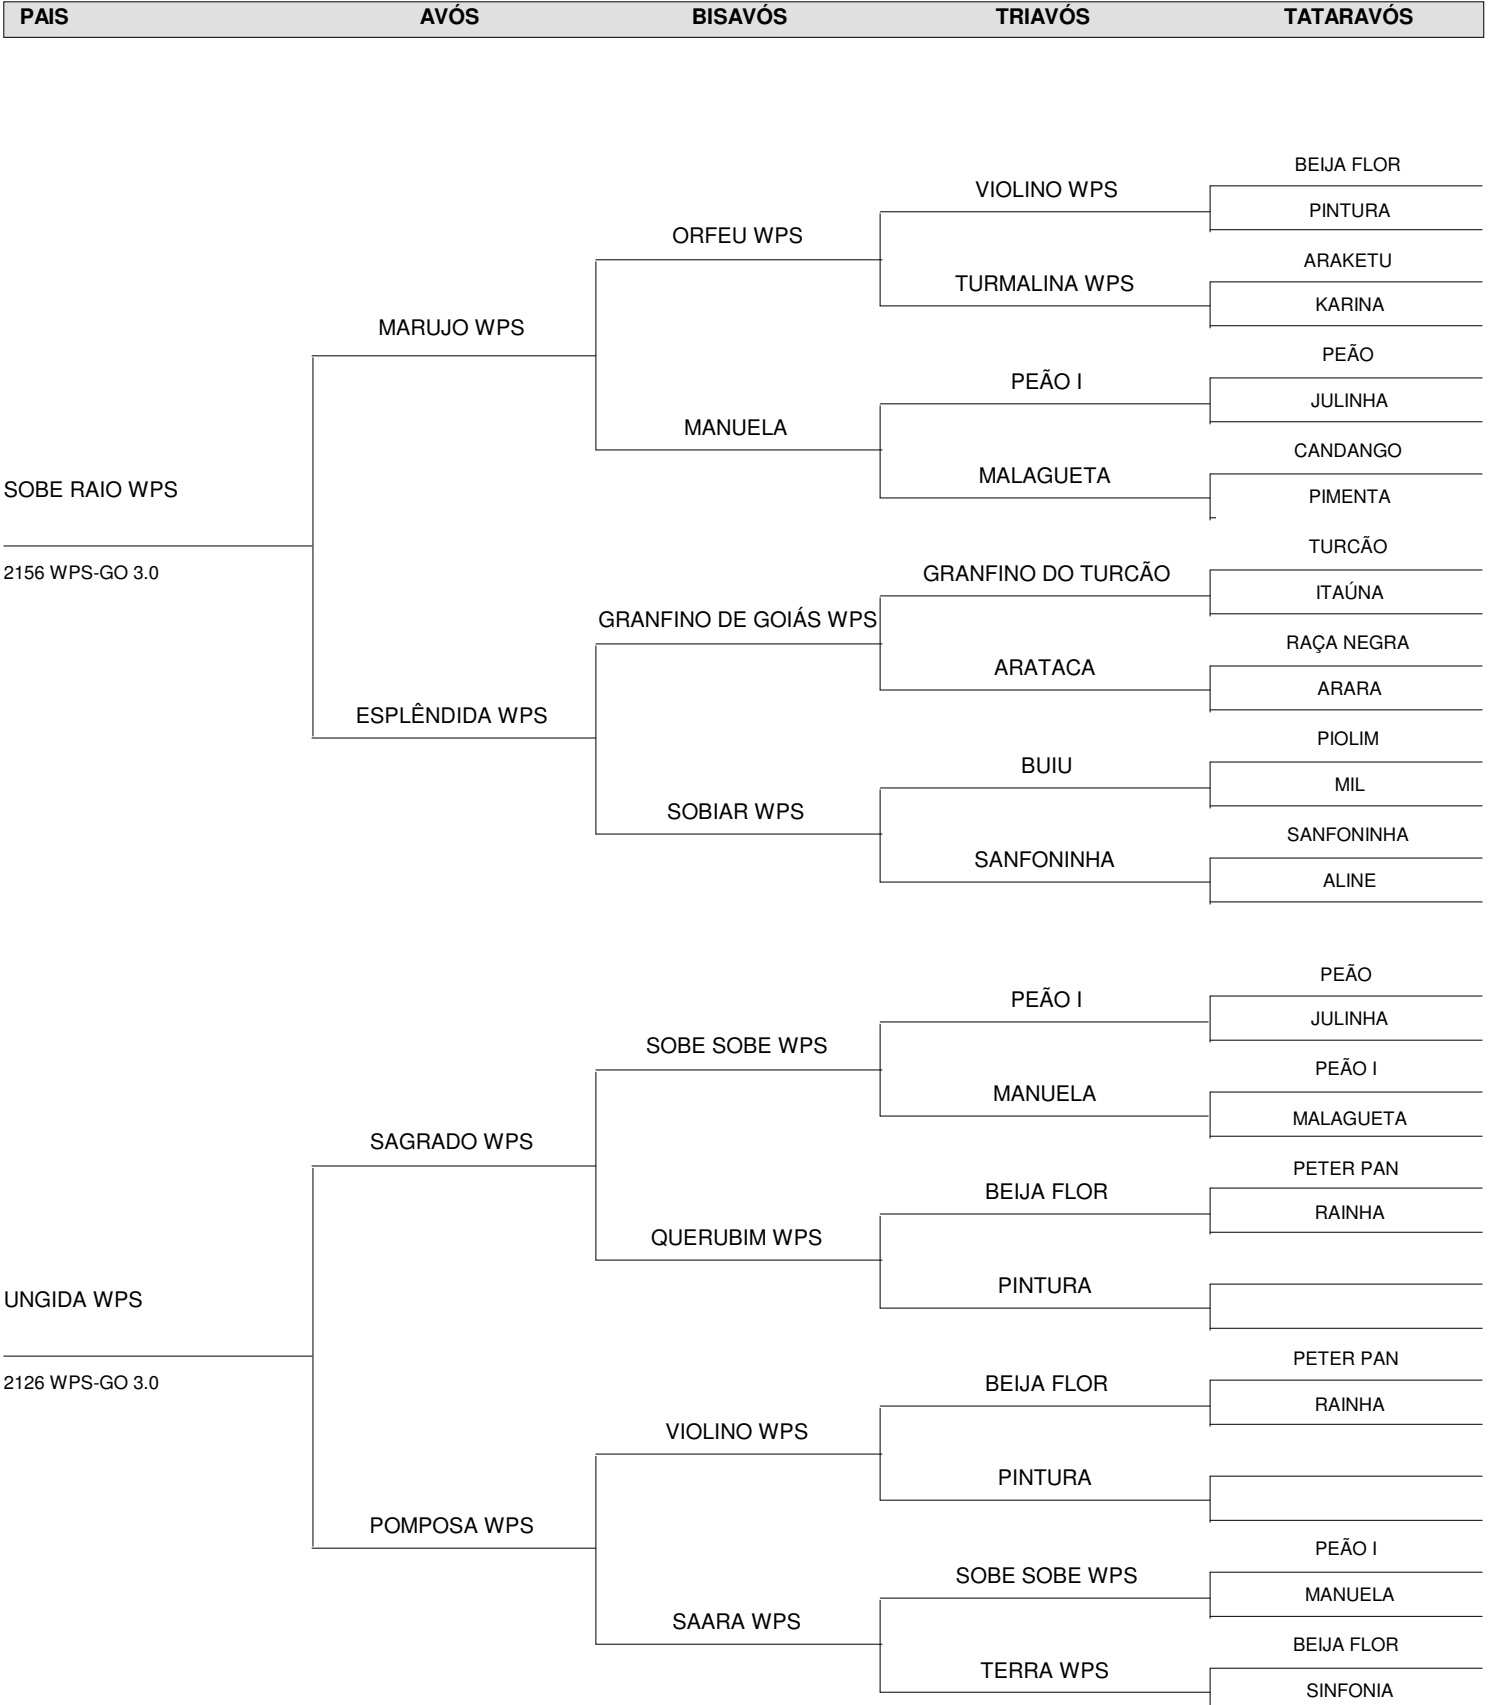 PAIS AVÓS BISAVÓS TRIAVÓS TATARAVÓS
BEIJA FLOR
VIOLINO WPS
PINTURA
ORFEU WPS
ARAKETU
TURMALINA WPS
KARINA
MARUJO WPS
PEÃO
PEÃO I
JULINHA
MANUELA
CANDANGO
MALAGUETA
SOBE RAIO WPS
PIMENTA
TURCÃO
2156 WPS-GO 3.0
GRANFINO DO TURCÃO
ITAÚNA
GRANFINO DE GOIÁS WPS
RAÇA NEGRA
ARATACA
ARARA
ESPLÊNDIDA WPS
PIOLIM
BUIU
MIL
SOBIAR WPS
SANFONINHA
SANFONINHA
ALINE
PEÃO
PEÃO I
JULINHA
SOBE SOBE WPS
PEÃO I
MANUELA
MALAGUETA
SAGRADO WPS
PETER PAN
BEIJA FLOR
RAINHA
QUERUBIM WPS
PINTURA
UNGIDA WPS
PETER PAN
2126 WPS-GO 3.0
BEIJA FLOR
RAINHA
VIOLINO WPS
PINTURA
POMPOSA WPS
PEÃO I
SOBE SOBE WPS
MANUELA
SAARA WPS
BEIJA FLOR
TERRA WPS
SINFONIA